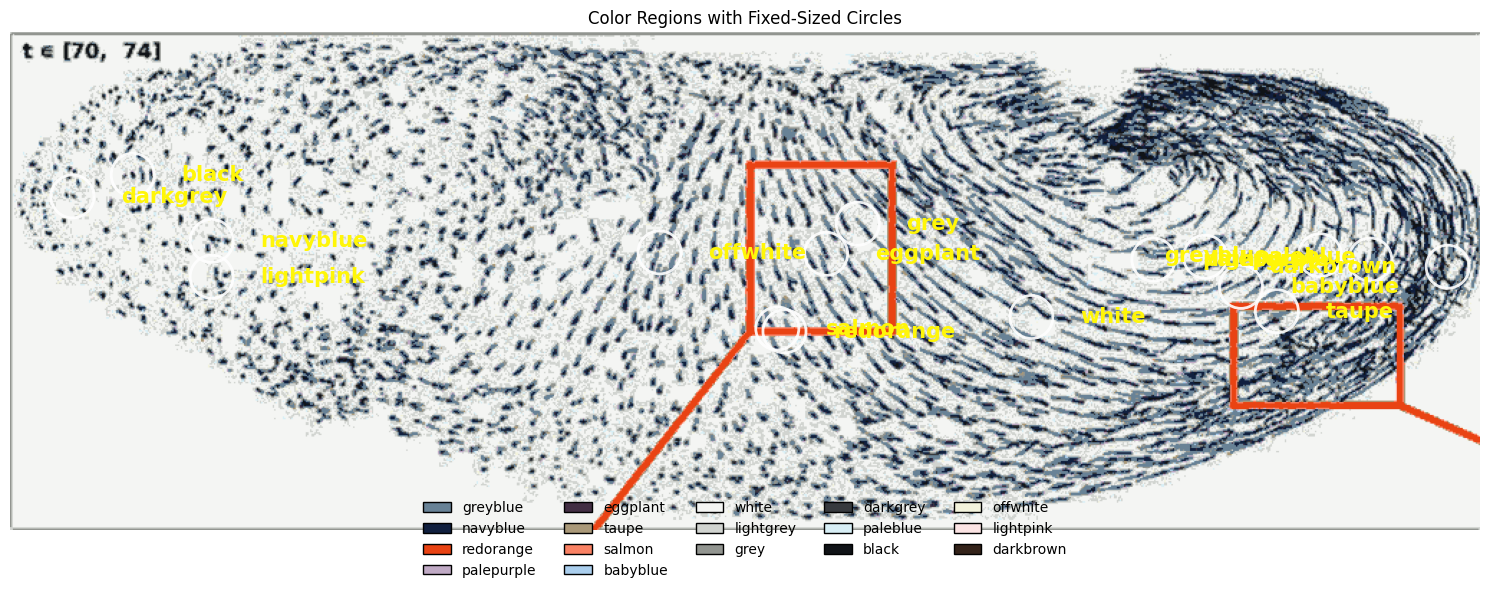 Color Regions with Fixed-Sized Circles
t ∈ [70, 74]
black
darkgrey
grey
navyblue
offwhite
eggplant
lightpink
darkbrown
babyblue
taupe
white
salmon
redorange
greyblue
greyblue
navyblue
redorange
palepurple
eggplant
taupe
salmon
babyblue
white
lightgrey
grey
darkgrey
paleblue
black
offwhite
lightpink
darkbrown